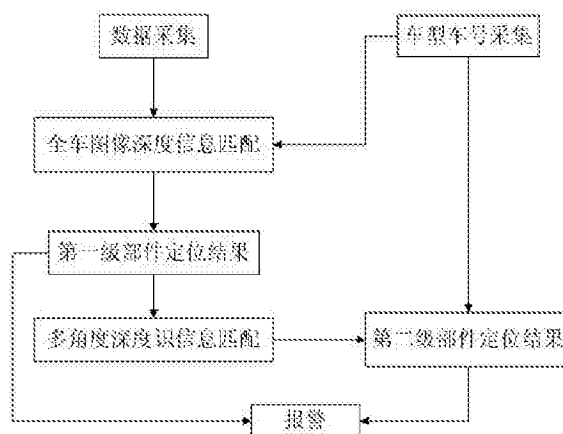 数据采集
车型车号采集
全车图像深度信息匹配
第一级部件定位结果
多角度深度识信息匹配
第二级部件定位结果
报警